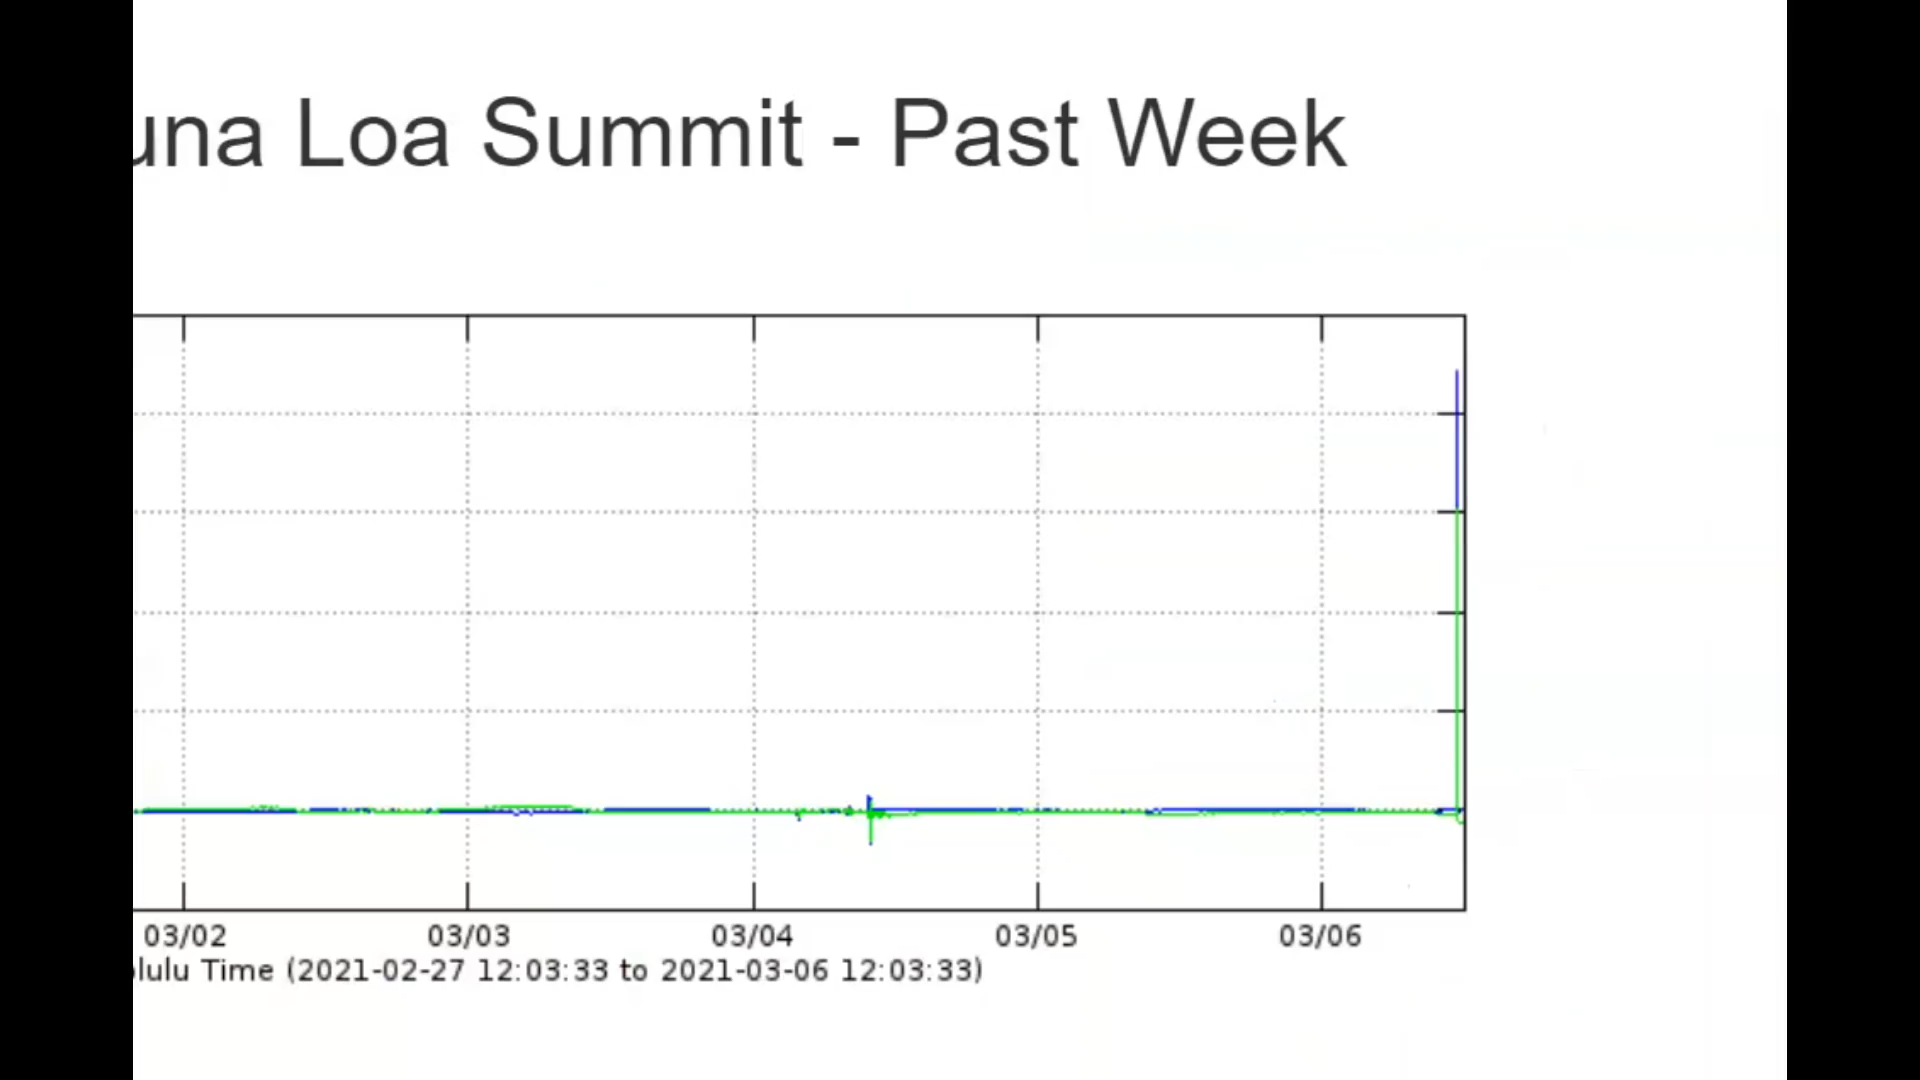 una Loa Summit - Past Week
03/02 03/03 03/04 03/05 03/06
lulu Time (2021-02-27 12:03:33 to 2021-03-06 12:03:33)